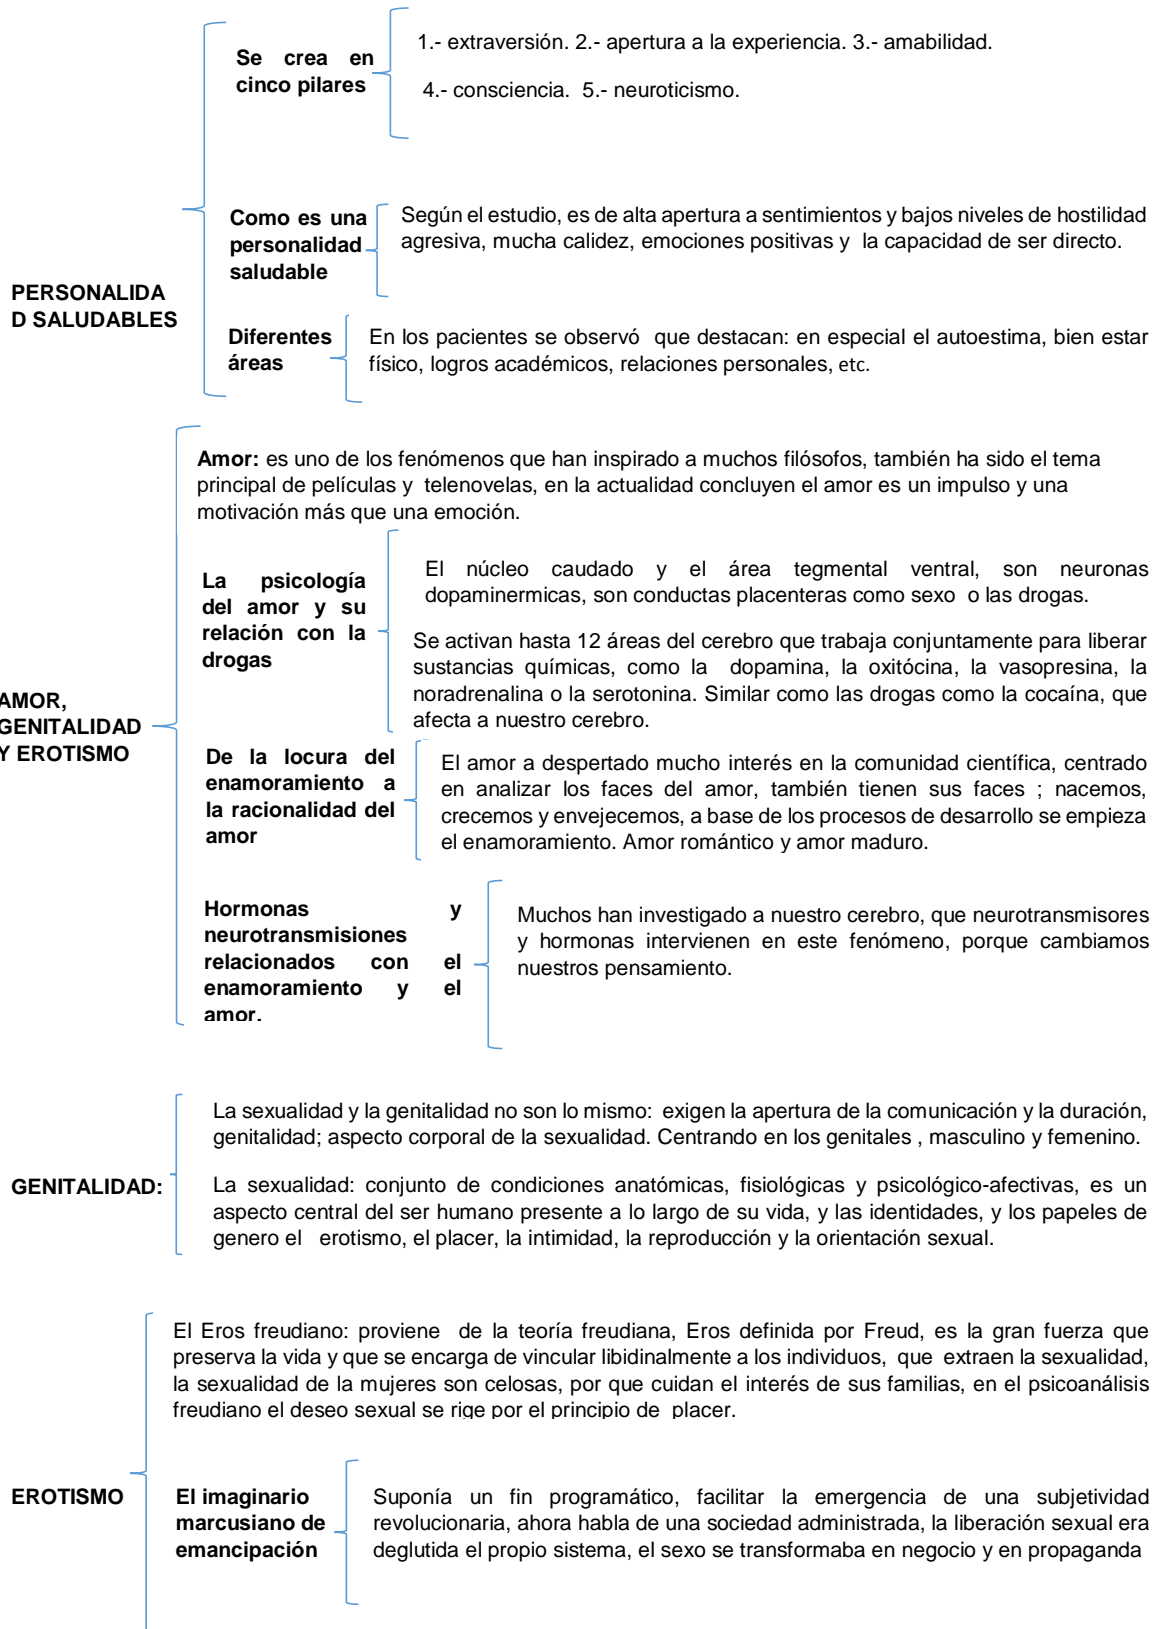 Se crea en
cinco pilares
1.- extraversión. 2.- apertura a la experiencia. 3.- amabilidad.
4.- consciencia. 5.- neuroticismo.
Como es una
personalidad
saludable
Según el estudio, es de alta apertura a sentimientos y bajos niveles de hostilidad
agresiva, mucha calidez, emociones positivas y la capacidad de ser directo.
PERSONALIDA
D SALUDABLES
Diferentes
áreas
En los pacientes se observó que destacan: en especial el autoestima, bien estar
físico, logros académicos, relaciones personales, etc.
Amor: es uno de los fenómenos que han inspirado a muchos filósofos, también ha sido el tema
principal de películas y telenovelas, en la actualidad concluyen el amor es un impulso y una
motivación más que una emoción.
La psicología
del amor y su
relación con la
drogas
El núcleo caudado y el área tegmental ventral, son neuronas
dopaminermicas, son conductas placenteras como sexo o las drogas.
Se activan hasta 12 áreas del cerebro que trabaja conjuntamente para liberar
sustancias químicas, como la dopamina, la oxitócina, la vasopresina, la
noradrenalina o la serotonina. Similar como las drogas como la cocaína, que
afecta a nuestro cerebro.
AMOR,
GENITALIDAD
Y EROTISMO
De la locura del
enamoramiento a
la racionalidad del
amor
El amor a despertado mucho interés en la comunidad científica, centrado
en analizar los faces del amor, también tienen sus faces ; nacemos,
crecemos y envejecemos, a base de los procesos de desarrollo se empieza
el enamoramiento. Amor romántico y amor maduro.
Hormonas y
neurotransmisiones
relacionados con el
enamoramiento y el
amor.
Muchos han investigado a nuestro cerebro, que neurotransmisores
y hormonas intervienen en este fenómeno, porque cambiamos
nuestros pensamiento.
GENITALIDAD:
La sexualidad y la genitalidad no son lo mismo: exigen la apertura de la comunicación y la duración,
genitalidad; aspecto corporal de la sexualidad. Centrando en los genitales , masculino y femenino.
La sexualidad: conjunto de condiciones anatómicas, fisiológicas y psicológico-afectivas, es un
aspecto central del ser humano presente a lo largo de su vida, y las identidades, y los papeles de
genero el erotismo, el placer, la intimidad, la reproducción y la orientación sexual.
El Eros freudiano: proviene de la teoría freudiana, Eros definida por Freud, es la gran fuerza que
preserva la vida y que se encarga de vincular libidinalmente a los individuos, que extraen la sexualidad,
la sexualidad de la mujeres son celosas, por que cuidan el interés de sus familias, en el psicoanálisis
freudiano el deseo sexual se rige por el principio de placer.
EROTISMO
El imaginario
marcusiano de
emancipación
Suponía un fin programático, facilitar la emergencia de una subjetividad
revolucionaria, ahora habla de una sociedad administrada, la liberación sexual era
deglutida el propio sistema, el sexo se transformaba en negocio y en propaganda